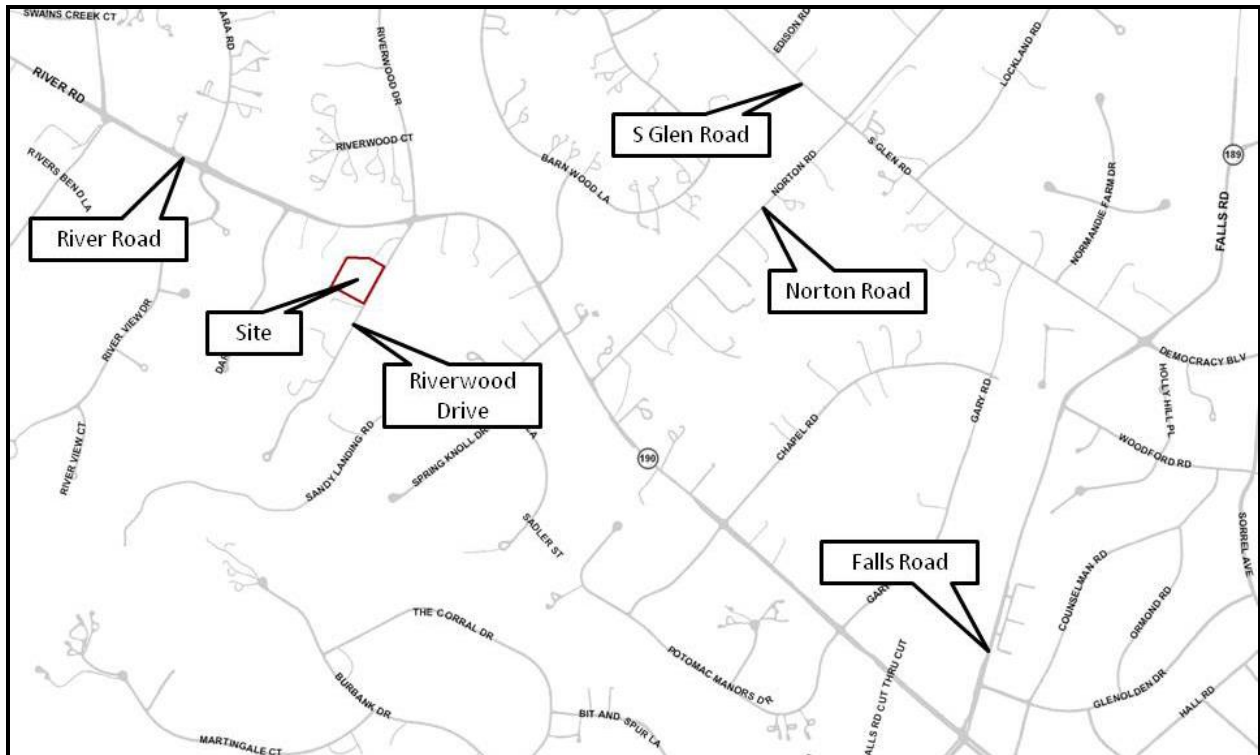 SWAINS CREEK CT
ARA RD
RIVERWOOD DR
EDISON RD
LOCKLAND RD
RIVER RD
S Glen Road
RIVERWOOD CT
BARN WOOD LA
NORTON RD
S GLEN RD
189
RIVERS BEND LA
NORMANDIE FARM DR
FALLS RD
River Road
Norton Road
Site
RIVER VIEW DR
DAR
Riverwood
Drive
DEMOCRACY BLV
HOLLY HILL PL
GARY RD
CHAPEL RD
WOODFORD RD
RIVER VIEW CT
SANDY LANDING RD
SPRING KNOLL DR
LA
190
SADLER ST
SORREL AVE
Falls Road
COUNSELMAN RD
ORMOND RD
GARY
THE CORRAL DR
POTOMAC MANORS DR
ALLS RD CUT THRU CUT
GLENOLDEN DR
HALL RD
BURBANK DR
BIT AND SPUR LA
MARTINGALE CT